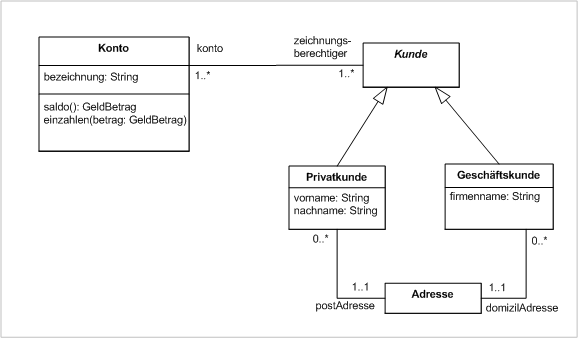 Konto
bezeichnung: String
saldo(): GeldBetrag
einzahlen(betrag: GeldBetrag)
konto
1..*
zeichnungs-
berechtiger
1..*
Kunde
Privatkunde
vorname: String
nachname: String
Geschäftskunde
firmenname: String
0..*
0..*
1..1
postAdresse
Adresse
1..1
domizilAdresse